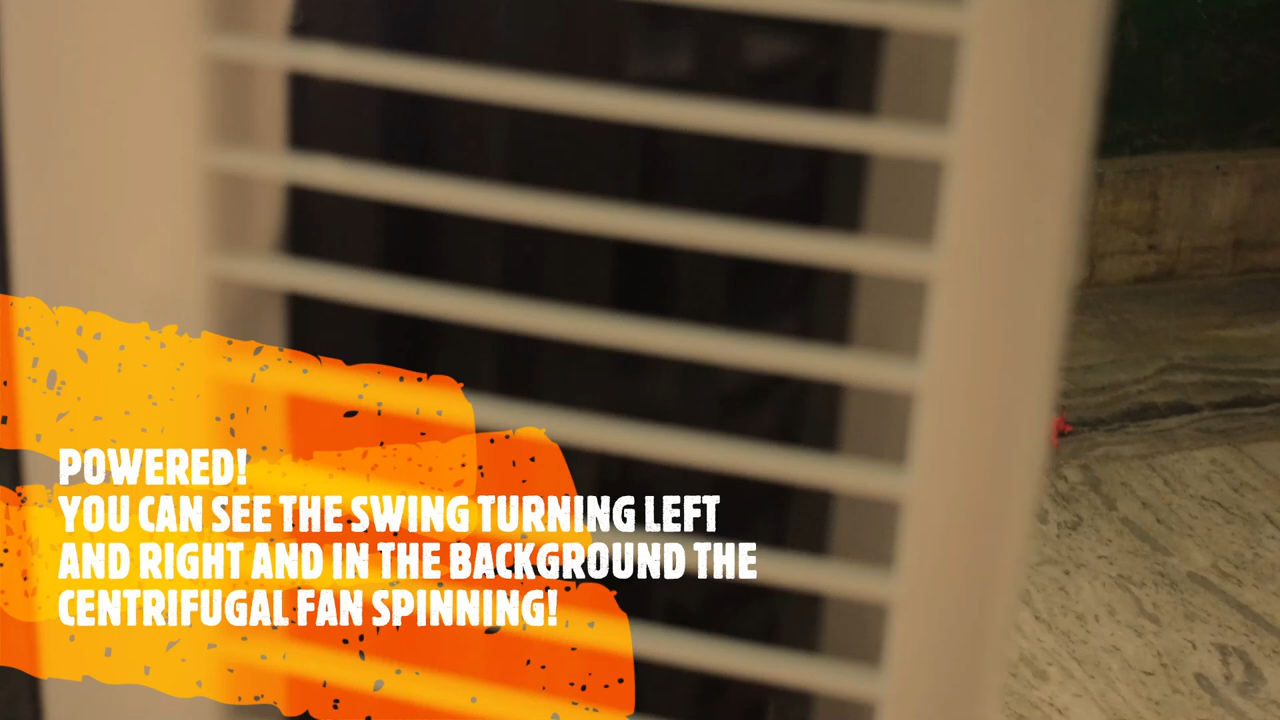 POWERED!
YOU CAN SEE THE SWING TURNING LEFT
AND RIGHT AND IN THE BACKGROUND THE
CENTRIFUGAL FAN SPINNING!